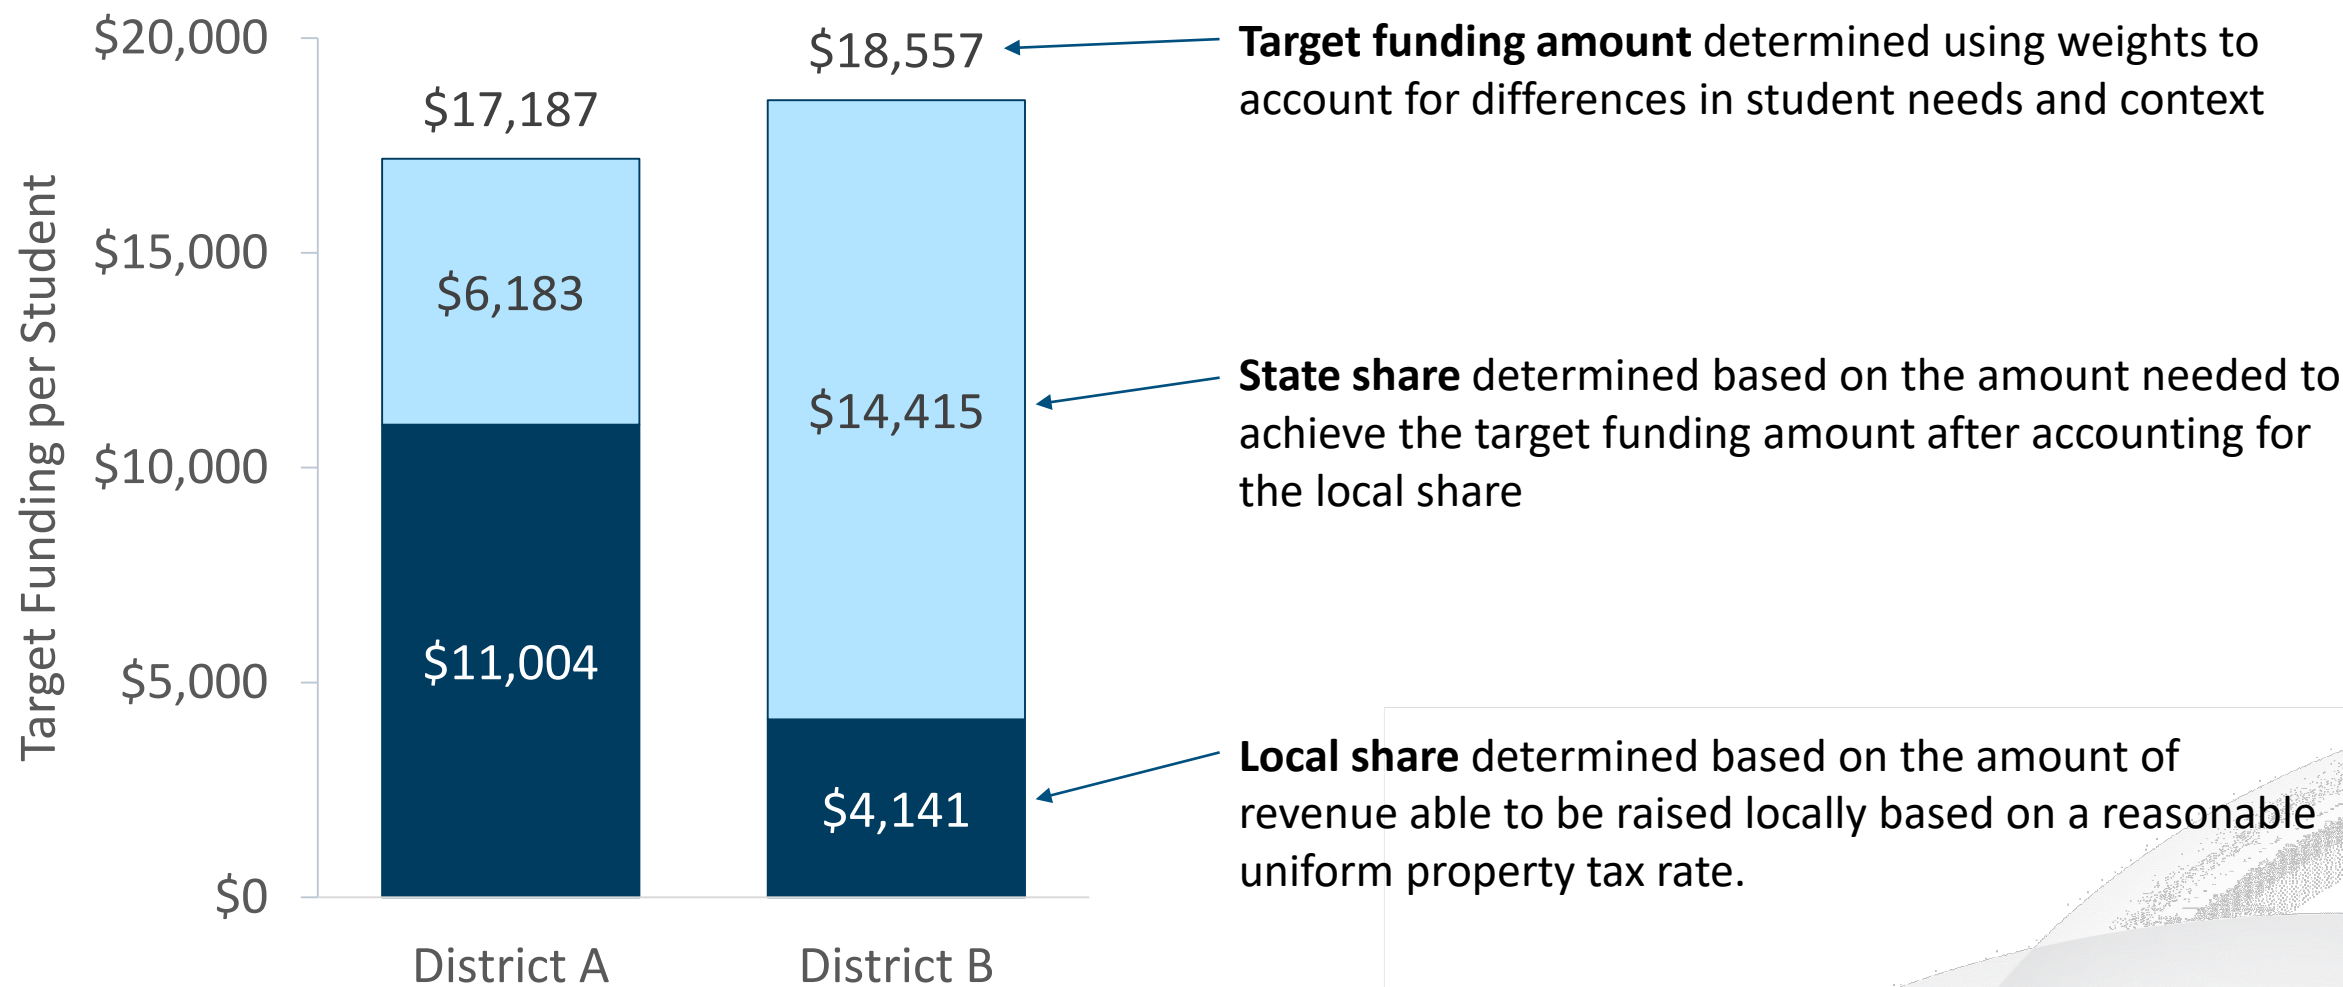 Target Funding per Student
$20,000
$15,000
$10,000
$5,000
$0
$17,187
$6,183
$11,004
District A
$18,557
$14,415
$4,141
District B
Target funding amount determined using weights to
account for differences in student needs and context
State share determined based on the amount needed to
achieve the target funding amount after accounting for
the local share
Local share determined based on the amount of
revenue able to be raised locally based on a reasonable
uniform property tax rate.